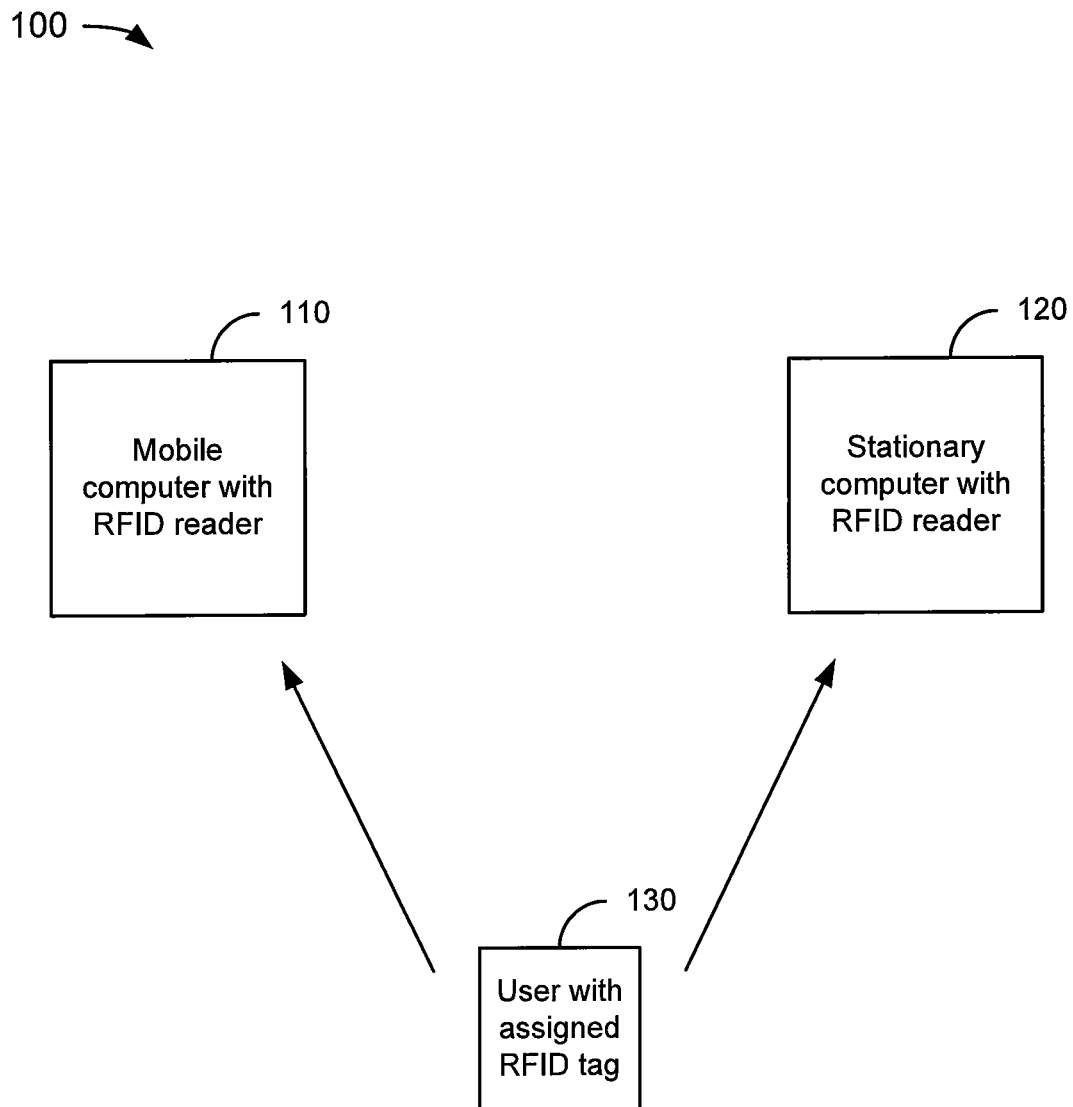 100
110
120
Mobile
computer with
RFID reader
Stationary
computer with
RFID reader
130
User with
assigned
RFID tag